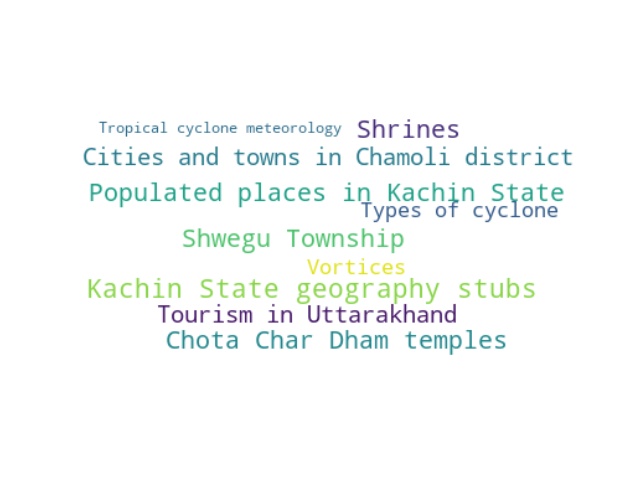 Tropical cyclone meteorology
Shrines
Cities and towns in Chamoli district
Populated places in Kachin State
Types of cyclone
Shwegu Township
Vortices
Kachin State geography stubs
Tourism in Uttarakhand
Chota Char Dham temples